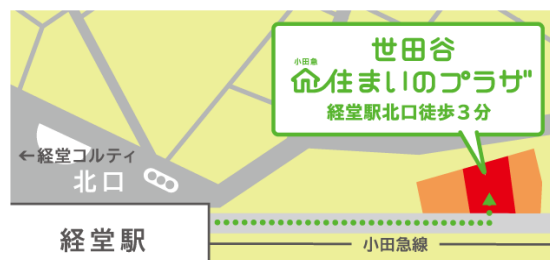 世田谷
小田急
住まいのプラザ
経堂駅北口徒歩3分
←経堂コルティ
北口
経堂駅
小田急線